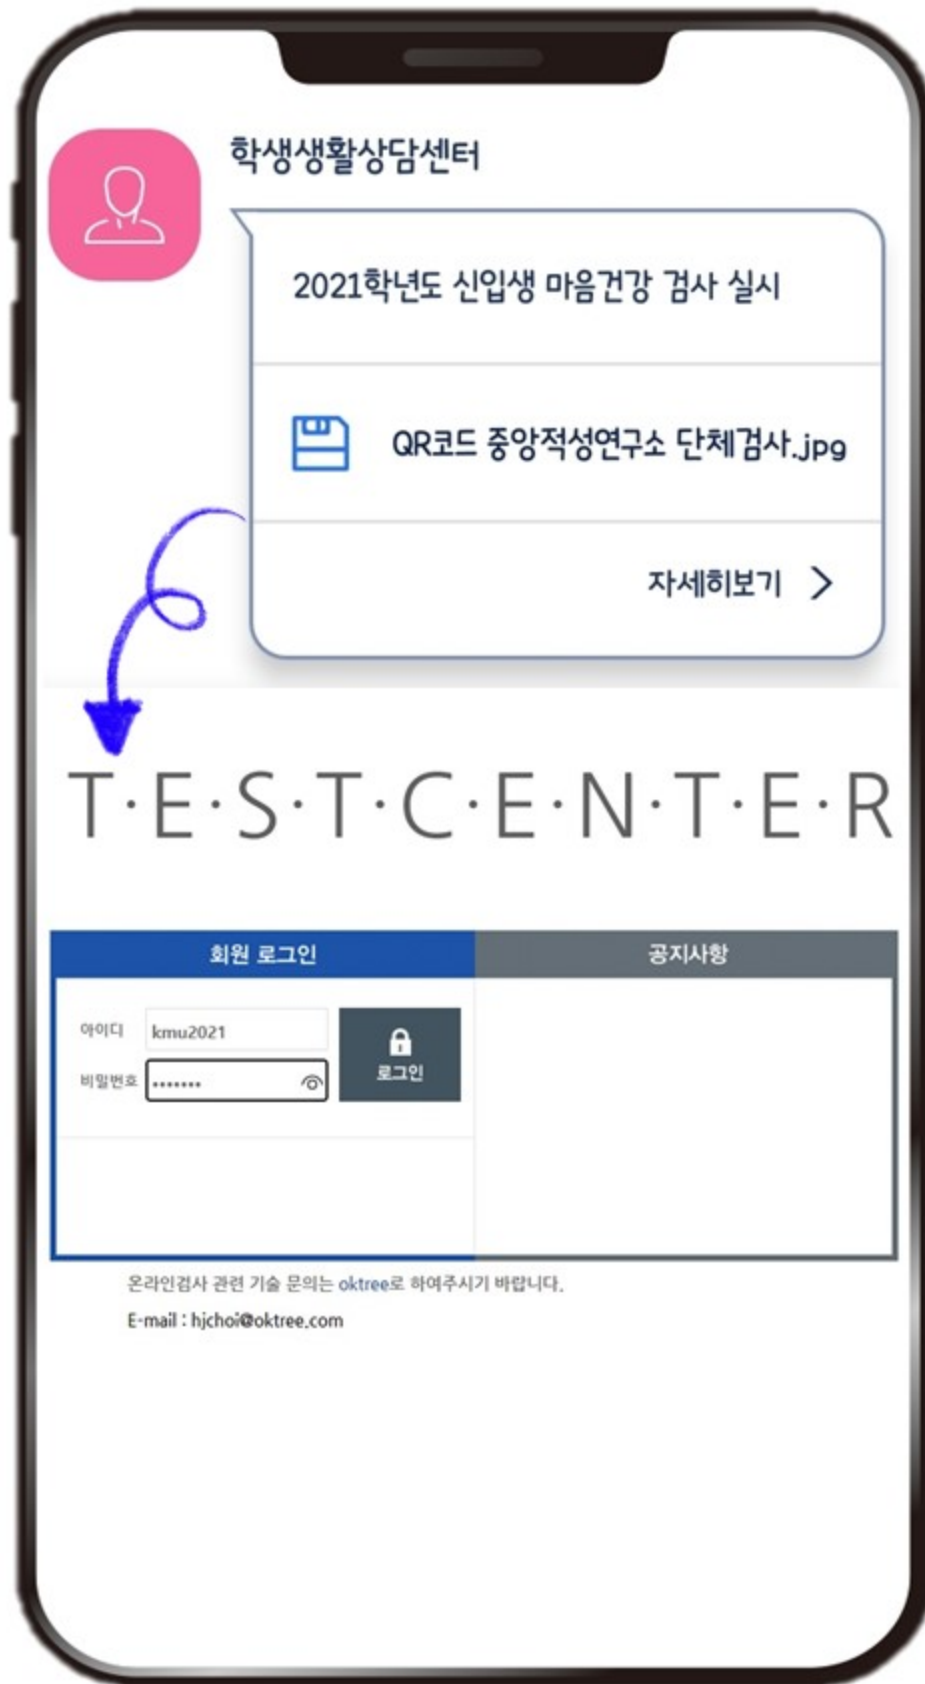 학생생활상담센터
2021학년도 신입생 마음건강 검사 실시
QR코드 중앙적성연구소 단체검사.jpg
자세히보기 >
T·E·S·T·C·E·N·T·E·R
회원 로그인
공지사항
아이디 kmu2021
비밀번호 •••••••
로그인
온라인검사 관련 기술 문의는 oktree로 하여주시기 바랍니다.
E-mail : hjchoi@oktree.com